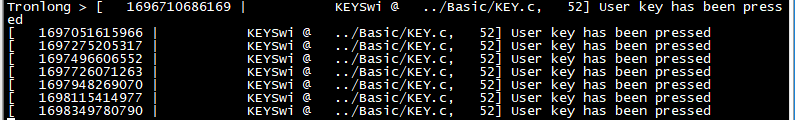 Tronlong > [   1696710686169 |            KEYSwi @   ../Basic/KEY.c,   52] User key has been press
ed
[   1697051615966 |            KEYSwi @   ../Basic/KEY.c,   52] User key has been pressed
[   1697275205317 |            KEYSwi @   ../Basic/KEY.c,   52] User key has been pressed
[   1697496606552 |            KEYSwi @   ../Basic/KEY.c,   52] User key has been pressed
[   1697726071263 |            KEYSwi @   ../Basic/KEY.c,   52] User key has been pressed
[   1697948269070 |            KEYSwi @   ../Basic/KEY.c,   52] User key has been pressed
[   1698115414977 |            KEYSwi @   ../Basic/KEY.c,   52] User key has been pressed
[   1698349780790 |            KEYSwi @   ../Basic/KEY.c,   52] User key has been pressed